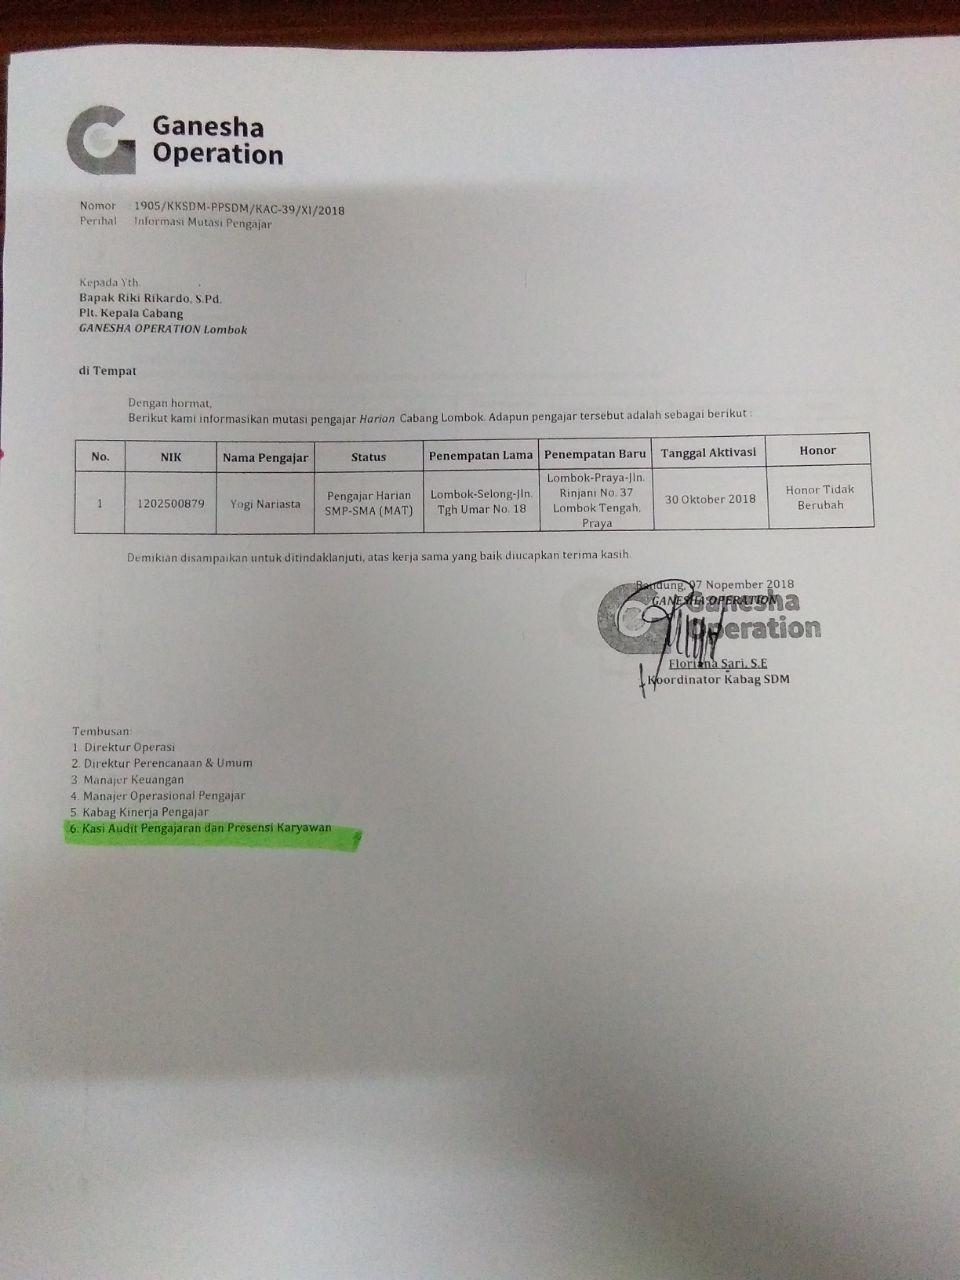 Ganesha
Operation
Nomor 1905/KKSDM-PPSDM/KAC-39/XI/2018
Perihal Informasi Mutasi Pengajar
Kepada Yth.
Bapak Riki Rikardo, S.Pd.
Plt. Kepala Cabang
GANESHA OPERATION Lombok
di Tempat
Dengan hormat,
Berikut kami informasikan mutasi pengajar Harian Cabang Lombok. Adapun pengajar tersebut adalah sebagai berikut :
No. NIK Nama Pengajar Status Penempatan Lama Penempatan Baru Tanggal Aktivasi Honor
1 1202500879 Yogi Nariasta Pengajar Harian SMP-SMA (MAT) Lombok-Selong-Jln. Tgh Umar No. 18 Lombok-Praya-Jln. Rinjani No. 37 Lombok Tengah, Praya 30 Oktober 2018 Honor Tidak Berubah
Demikian disampaikan untuk ditindaklanjuti, atas kerja sama yang baik diucapkan terima kasih.
Bandung, 07 Nopember 2018
GANESHA OPERATION
Ganesha
Operation
Floriana Sari, S.E
Koordinator Kabag SDM
Tembusan:
1. Direktur Operasi
2. Direktur Perencanaan & Umum
3. Manajer Keuangan
4. Manajer Operasional Pengajar
5. Kabag Kinerja Pengajar
6. Kasi Audit Pengajaran dan Presensi Karyawan